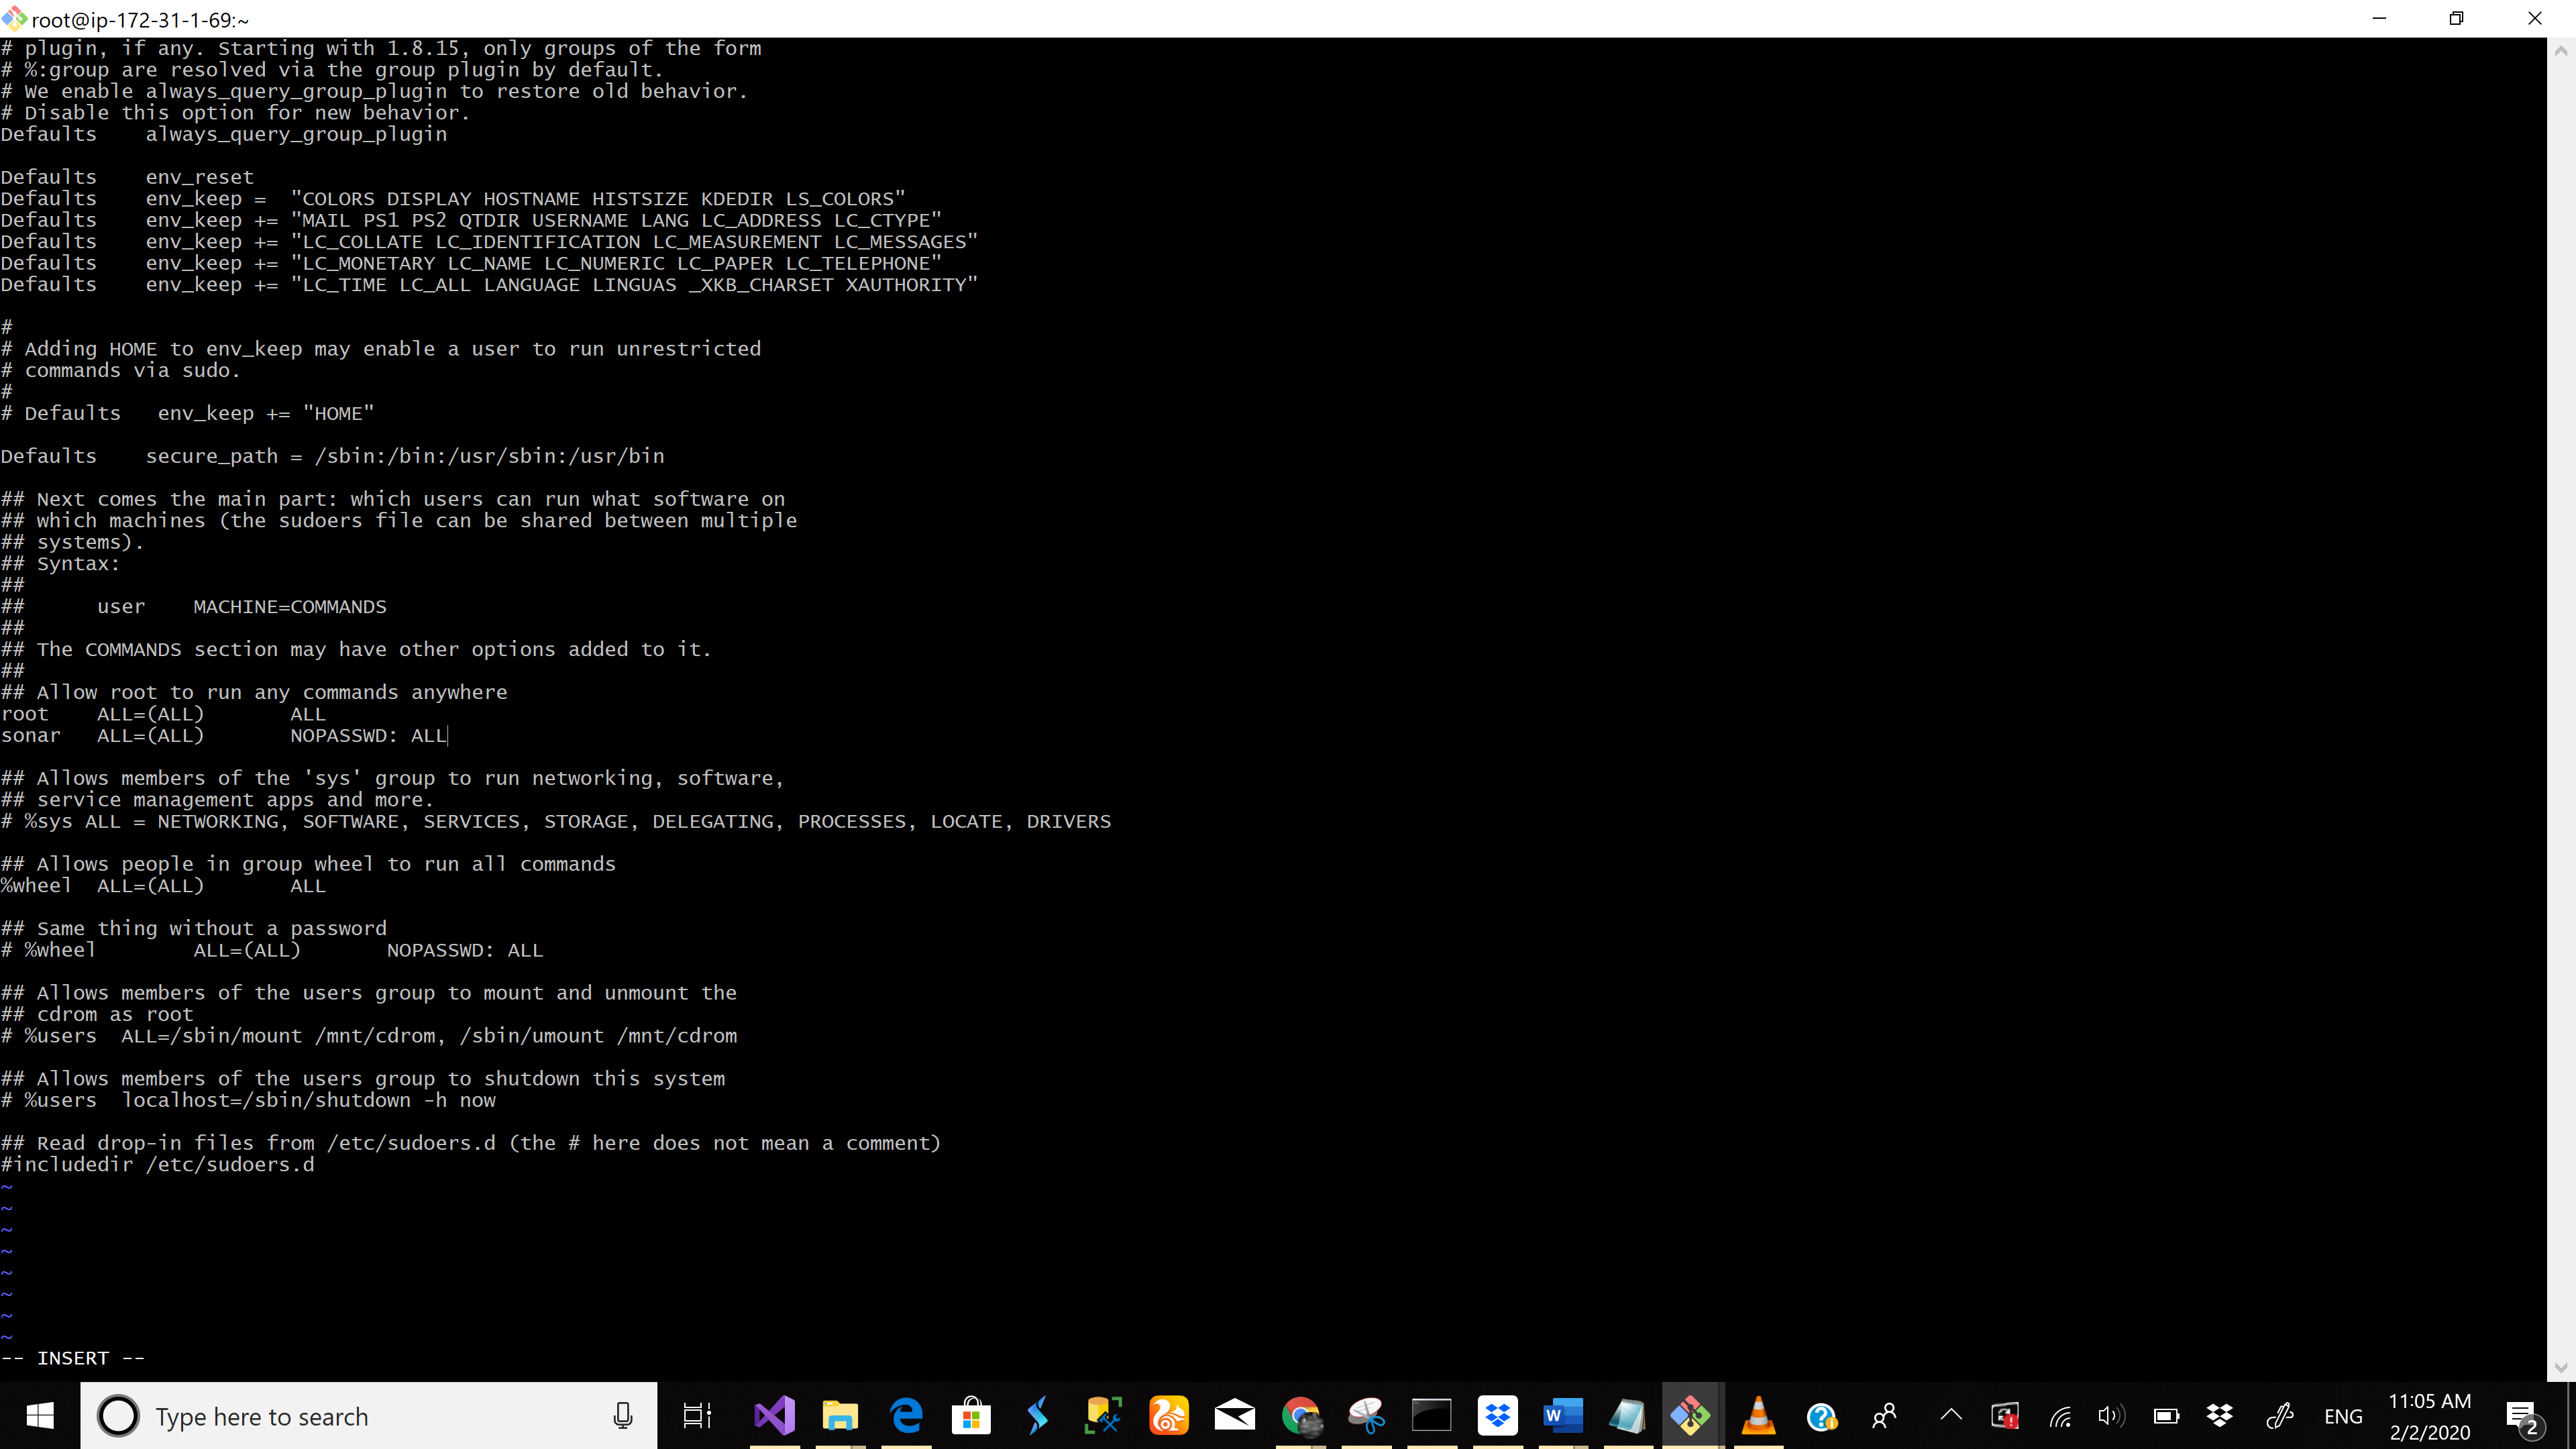 root@ip-172-31-1-69:~
# plugin, if any. Starting with 1.8.15, only groups of the form
# %:group are resolved via the group plugin by default.
# We enable always_query_group_plugin to restore old behavior.
# Disable this option for new behavior.
Defaults    always_query_group_plugin
Defaults    env_reset
Defaults    env_keep =  "COLORS DISPLAY HOSTNAME HISTSIZE KDEDIR LS_COLORS"
Defaults    env_keep += "MAIL PS1 PS2 QTDIR USERNAME LANG LC_ADDRESS LC_CTYPE"
Defaults    env_keep += "LC_COLLATE LC_IDENTIFICATION LC_MEASUREMENT LC_MESSAGES"
Defaults    env_keep += "LC_MONETARY LC_NAME LC_NUMERIC LC_PAPER LC_TELEPHONE"
Defaults    env_keep += "LC_TIME LC_ALL LANGUAGE LINGUAS _XKB_CHARSET XAUTHORITY"
#
# Adding HOME to env_keep may enable a user to run unrestricted
# commands via sudo.
#
# Defaults   env_keep += "HOME"
Defaults    secure_path = /sbin:/bin:/usr/sbin:/usr/bin
## Next comes the main part: which users can run what software on
## which machines (the sudoers file can be shared between multiple
## systems).
## Syntax:
##
##      user    MACHINE=COMMANDS
##
## The COMMANDS section may have other options added to it.
##
## Allow root to run any commands anywhere
root    ALL=(ALL)       ALL
sonar   ALL=(ALL)       NOPASSWD: ALL
## Allows members of the 'sys' group to run networking, software,
## service management apps and more.
# %sys ALL = NETWORKING, SOFTWARE, SERVICES, STORAGE, DELEGATING, PROCESSES, LOCATE, DRIVERS
## Allows people in group wheel to run all commands
%wheel  ALL=(ALL)       ALL
## Same thing without a password
# %wheel        ALL=(ALL)       NOPASSWD: ALL
## Allows members of the users group to mount and unmount the
## cdrom as root
# %users  ALL=/sbin/mount /mnt/cdrom, /sbin/umount /mnt/cdrom
## Allows members of the users group to shutdown this system
# %users  localhost=/sbin/shutdown -h now
## Read drop-in files from /etc/sudoers.d (the # here does not mean a comment)
#includedir /etc/sudoers.d
~
~
~
~
~
~
~
~
-- INSERT --
Type here to search
ENG
11:05 AM
2/2/2020
2